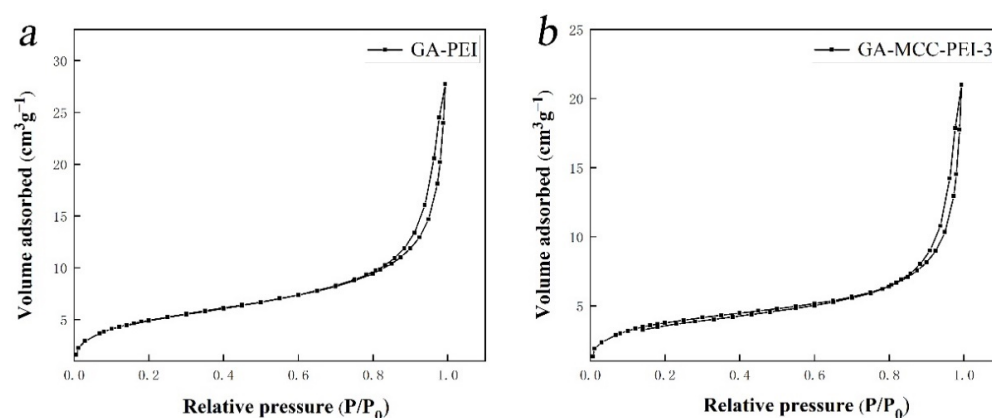 a
GA-PEI
Volume adsorbed (cm³g⁻¹)
30
25
20
15
10
5
0.0 0.2 0.4 0.6 0.8 1.0
Relative pressure (P/P₀)
b
GA-MCC-PEI-3
Volume adsorbed (cm³g⁻¹)
25
20
15
10
5
0.0 0.2 0.4 0.6 0.8 1.0
Relative pressure (P/P₀)